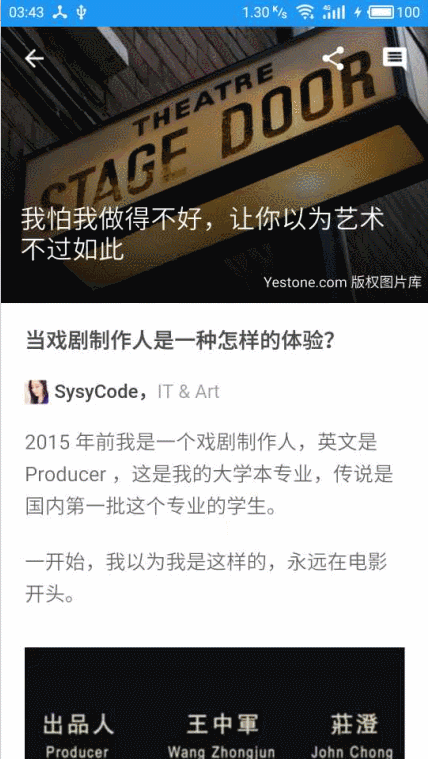 03:43
1.30 K/s
4G
100
THEATRE
STAGE DOOR
我怕我做得不好，让你以为艺术
不过如此
Yestone.com 版权图片库
当戏剧制作人是一种怎样的体验？
SysyCode，IT & Art
2015 年前我是一个戏剧制作人，英文是
Producer ，这是我的大学本专业，传说是
国内第一批这个专业的学生。
一开始，我以为我是这样的，永远在电影
开头。
出品人 王中軍 莊澄
Producer Wang Zhongjun John Chong